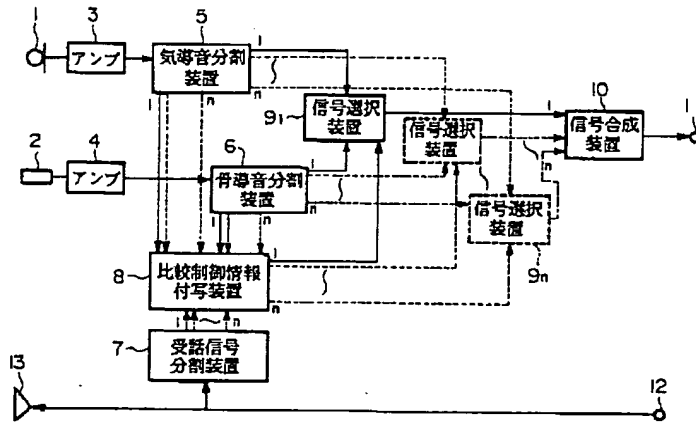 1
3
アンプ
5
気導音分割
装置
1
n
1
n
9₁
信号選択
装置
信号選択
装置
信号選択
装置
9n
10
信号合成
装置
1
n
1
2
4
アンプ
6
骨導音分割
装置
1
n
1
n
8
比較制御情報
付写装置
1
n
1
n
7
受話信号
分割装置
13
12